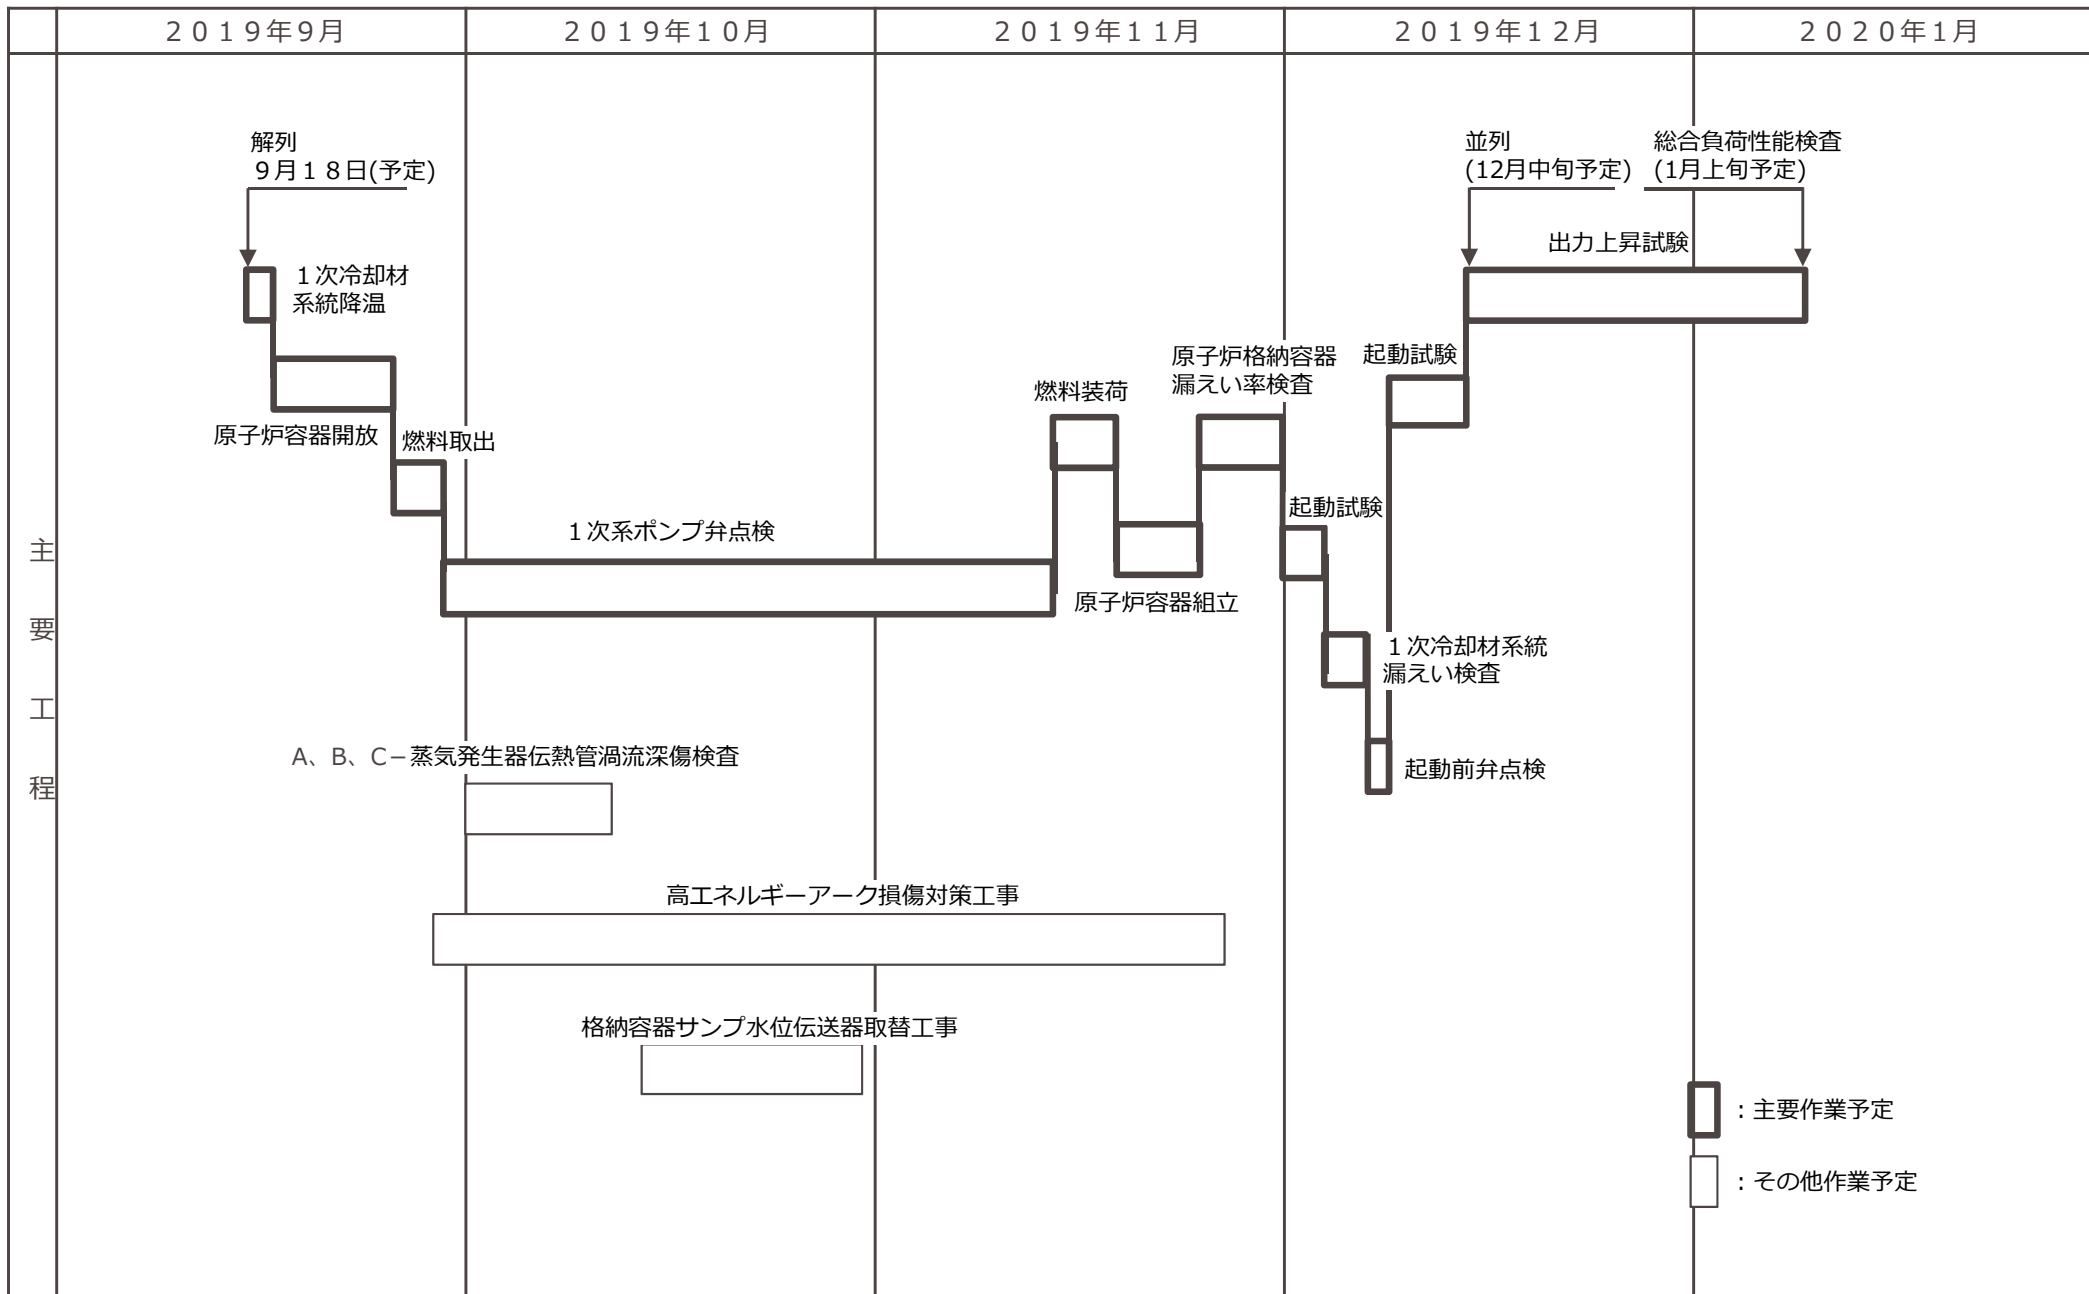 ２０１９年９月
２０１９年１０月
２０１９年１１月
２０１９年１２月
２０２０年１月
主要工程
解列
９月１８日(予定)
並列
(12月中旬予定)
総合負荷性能検査
(1月上旬予定)
出力上昇試験
１次冷却材
系統降温
原子炉容器開放
燃料取出
１次系ポンプ弁点検
燃料装荷
原子炉格納容器
漏えい率検査
起動試験
原子炉容器組立
起動試験
１次冷却材系統
漏えい検査
起動前弁点検
A、B、C－蒸気発生器伝熱管渦流深傷検査
高エネルギーアーク損傷対策工事
格納容器サンプ水位伝送器取替工事
：主要作業予定
：その他作業予定